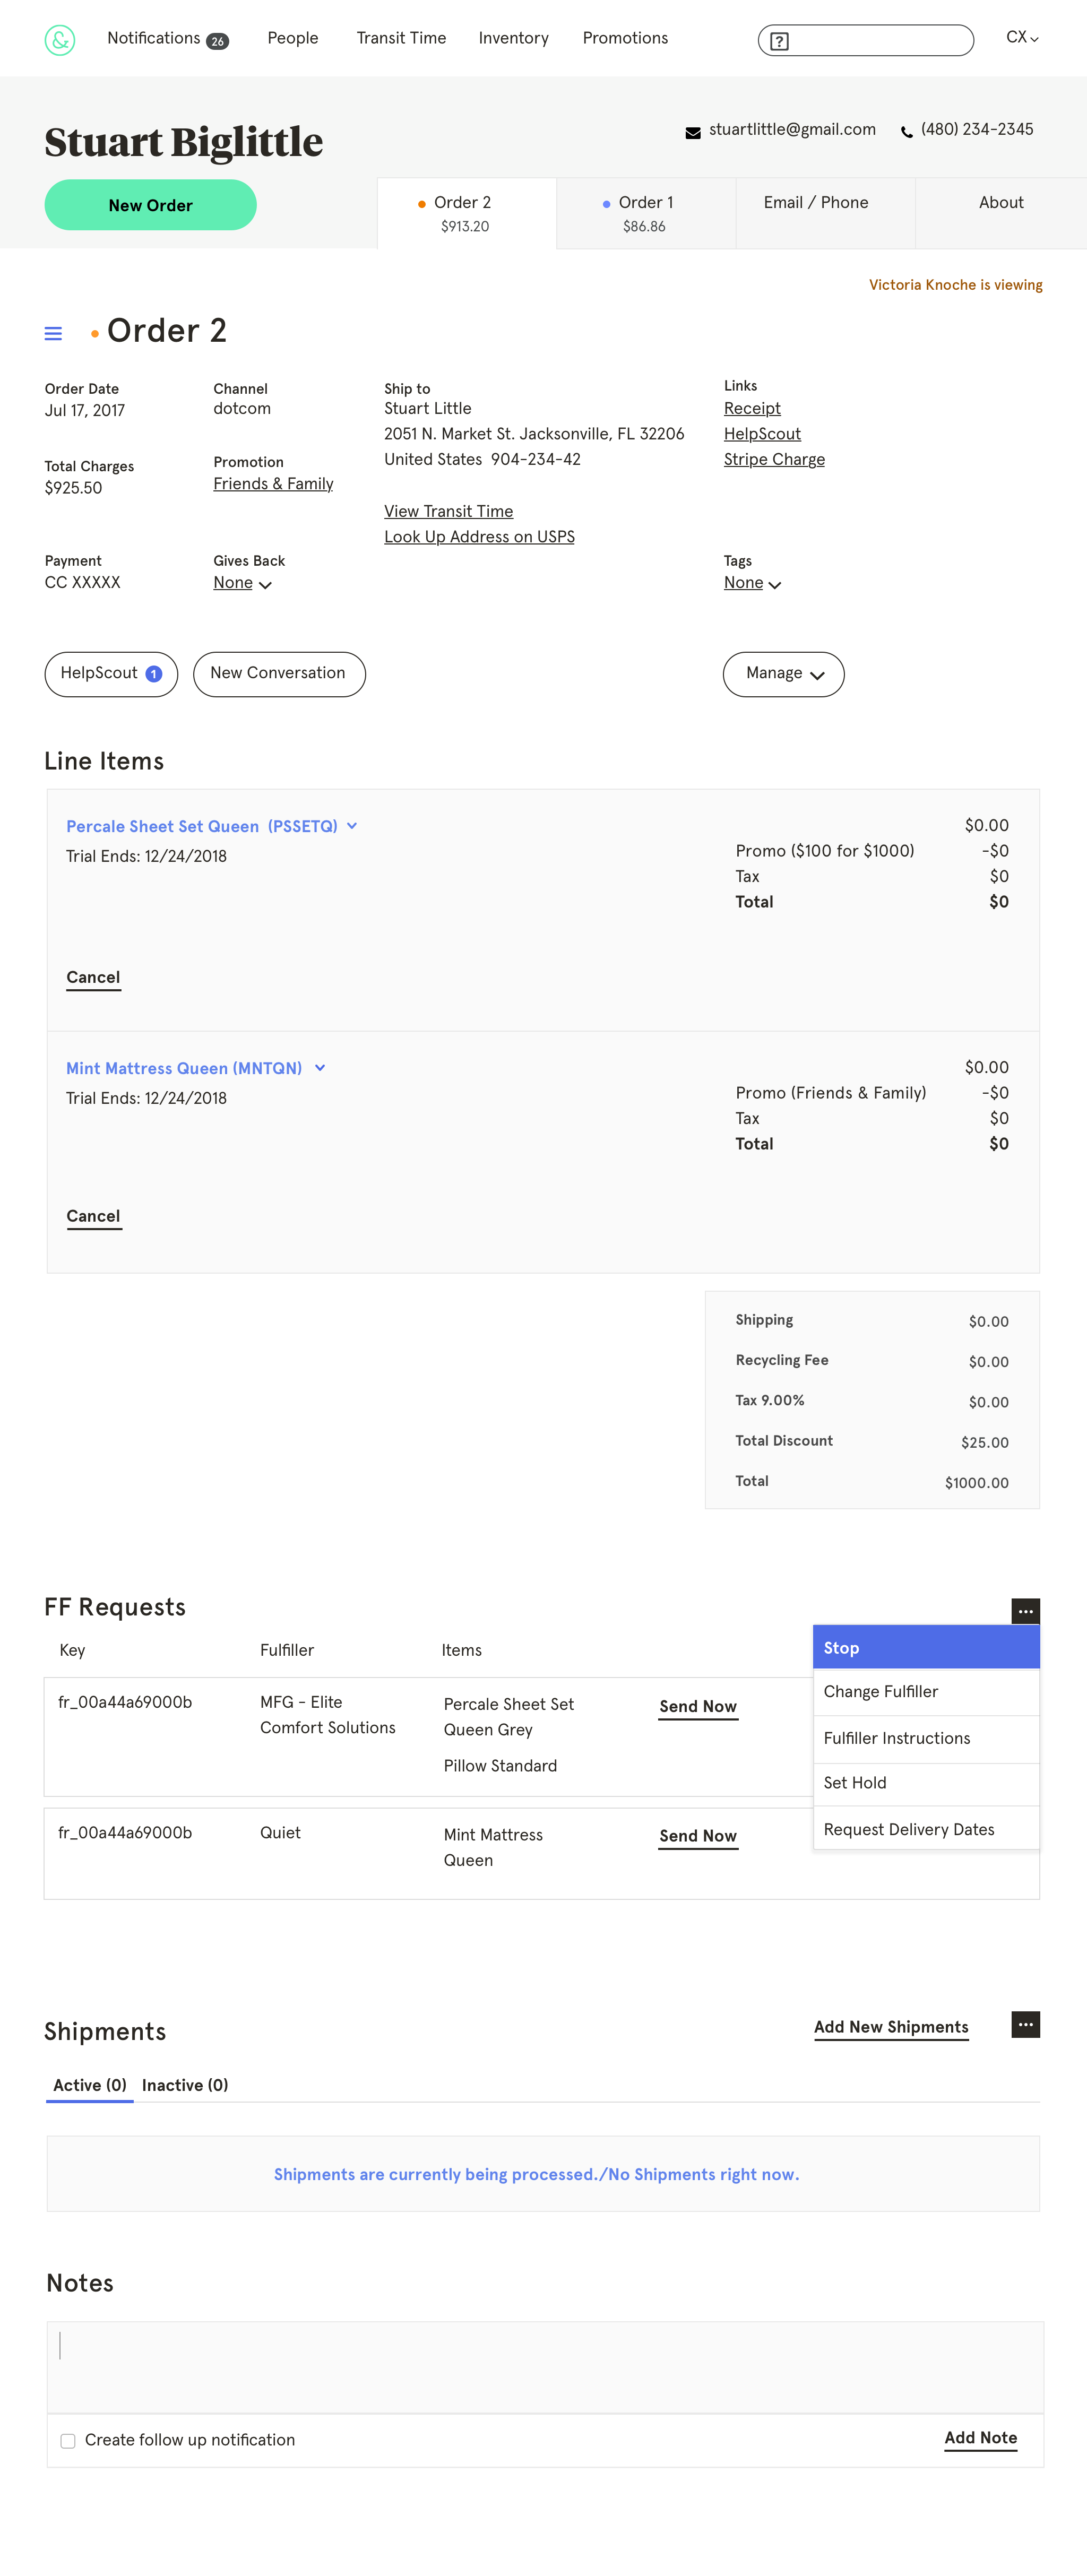 &
Notifications 26
People
Transit Time
Inventory
Promotions
?
CX
Stuart Biglittle
stuartlittle@gmail.com
(480) 234-2345
New Order
Order 2
$913.20
Order 1
$86.86
Email / Phone
About
Victoria Knoche is viewing
Order 2
Order Date
Jul 17, 2017
Channel
dotcom
Ship to
Stuart Little
2051 N. Market St. Jacksonville, FL 32206
United States 904-234-42
Links
Receipt
HelpScout
Stripe Charge
Total Charges
$925.50
Promotion
Friends & Family
View Transit Time
Look Up Address on USPS
Payment
CC XXXXX
Gives Back
None
Tags
None
HelpScout 1
New Conversation
Manage
Line Items
Percale Sheet Set Queen (PSSETQ)
Trial Ends: 12/24/2018
$0.00
Promo ($100 for $1000) -$0
Tax $0
Total $0
Cancel
Mint Mattress Queen (MNTQN)
Trial Ends: 12/24/2018
$0.00
Promo (Friends & Family) -$0
Tax $0
Total $0
Cancel
Shipping $0.00
Recycling Fee $0.00
Tax 9.00% $0.00
Total Discount $25.00
Total $1000.00
FF Requests
Key
Fulfiller
Items
fr_00a44a69000b
MFG - Elite
Comfort Solutions
Percale Sheet Set
Queen Grey
Pillow Standard
Send Now
fr_00a44a69000b
Quiet
Mint Mattress
Queen
Send Now
Stop
Change Fulfiller
Fulfiller Instructions
Set Hold
Request Delivery Dates
Shipments
Add New Shipments
Active (0)
Inactive (0)
Shipments are currently being processed./No Shipments right now.
Notes
Create follow up notification
Add Note